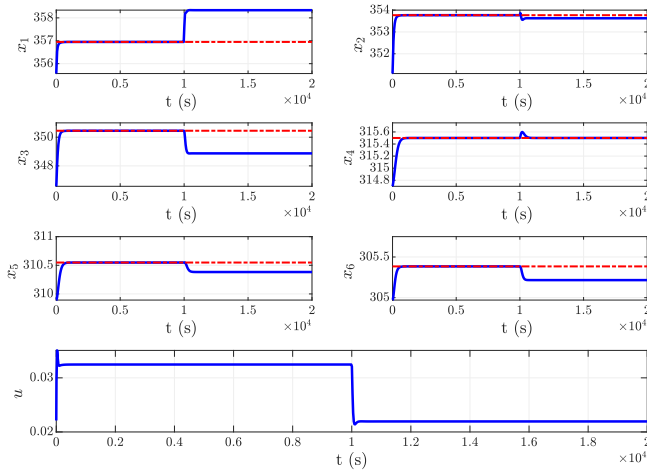 358
357
356
x1
0 0.5 1 1.5 2
×10^4
t (s)
354
353
352
x2
0 0.5 1 1.5 2
×10^4
t (s)
350
348
x3
0 0.5 1 1.5 2
×10^4
t (s)
315.6
315.4
315.2
315
314.8
x4
0 0.5 1 1.5 2
×10^4
t (s)
311
310.5
310
x5
0 0.5 1 1.5 2
×10^4
t (s)
305.5
305
x6
0 0.5 1 1.5 2
×10^4
t (s)
0.03
0.02
u
0 0.2 0.4 0.6 0.8 1 1.2 1.4 1.6 1.8 2
×10^4
t (s)